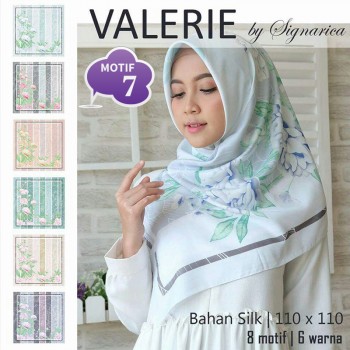 VALERIE by Signarica
MOTIF
7
Bahan Silk | 110 x 110
8 motif | 6 warna